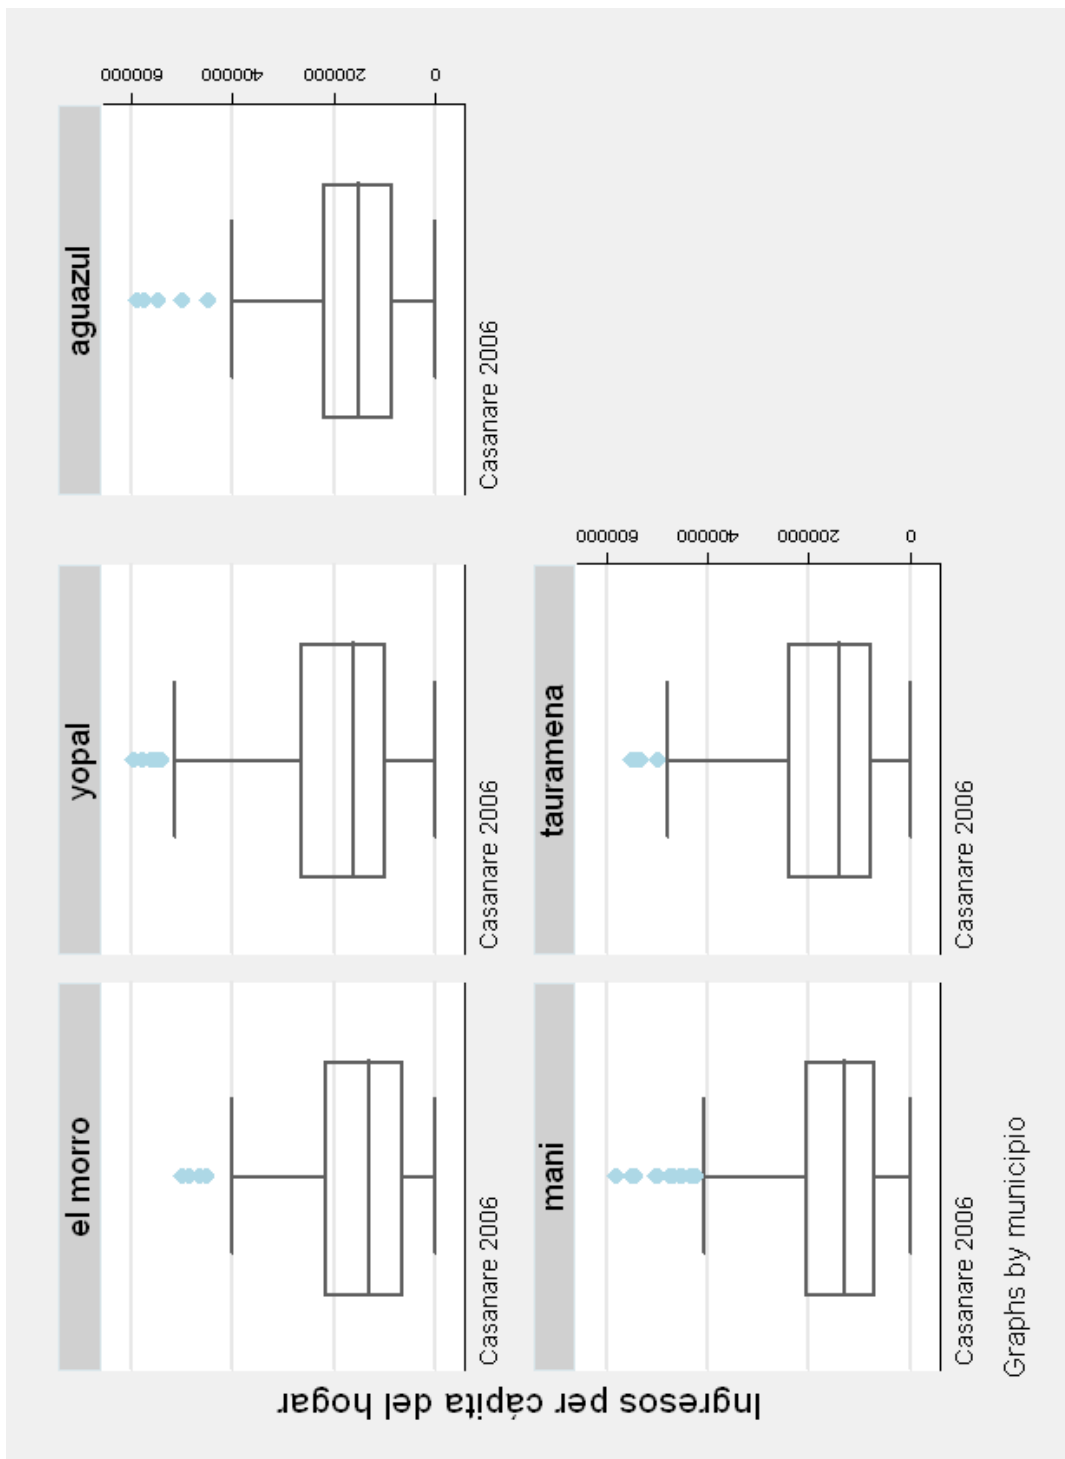 el morro
yopal
aguazul
600000
400000
200000
0
Casanare 2006
Casanare 2006
Casanare 2006
mani
tauramena
600000
400000
200000
0
Casanare 2006
Casanare 2006
Ingresos per cápita del hogar
Graphs by municipio